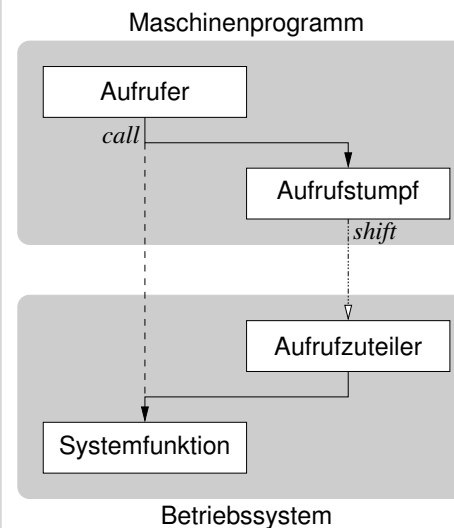 Maschinenprogramm
Aufrufer
call
Aufrufstumpf
shift
Aufrufzuteiler
Systemfunktion
Betriebssystem